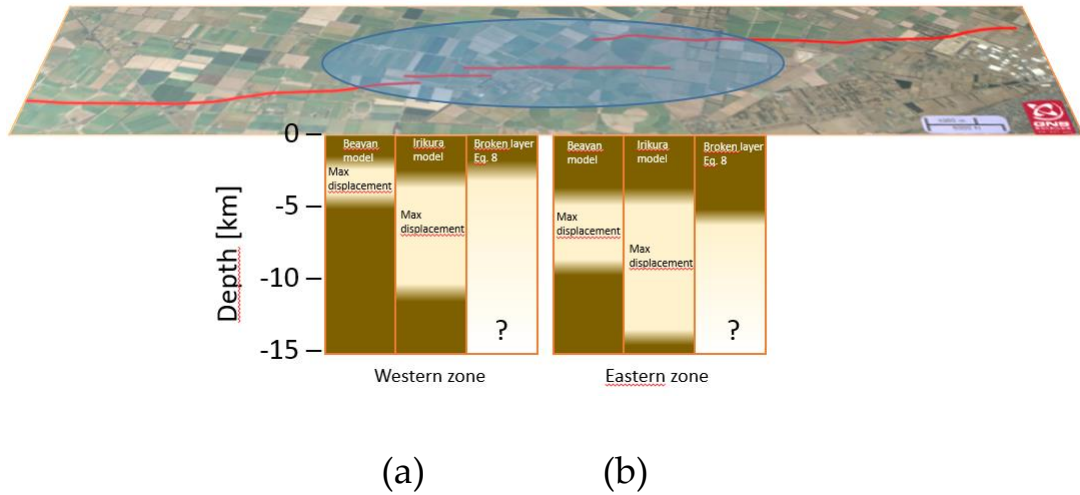 GNS
0
Beavan
model
Irikura
model
Broken layer
Eq. 8
Beavan
model
Irikura
model
Broken layer
Eq. 8
Max
displacement
Max
displacement
Max
displacement
Max
displacement
-5
-10
-15
Depth [km]
?
?
Western zone
Eastern zone
(a)
(b)